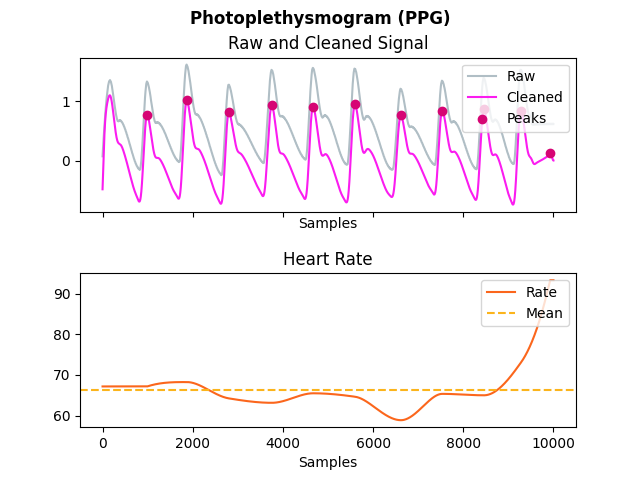 Photoplethysmogram (PPG)
Raw and Cleaned Signal
Raw
Cleaned
Peaks
1
0
Samples
Heart Rate
Rate
Mean
90
80
70
60
0 2000 4000 6000 8000 10000
Samples